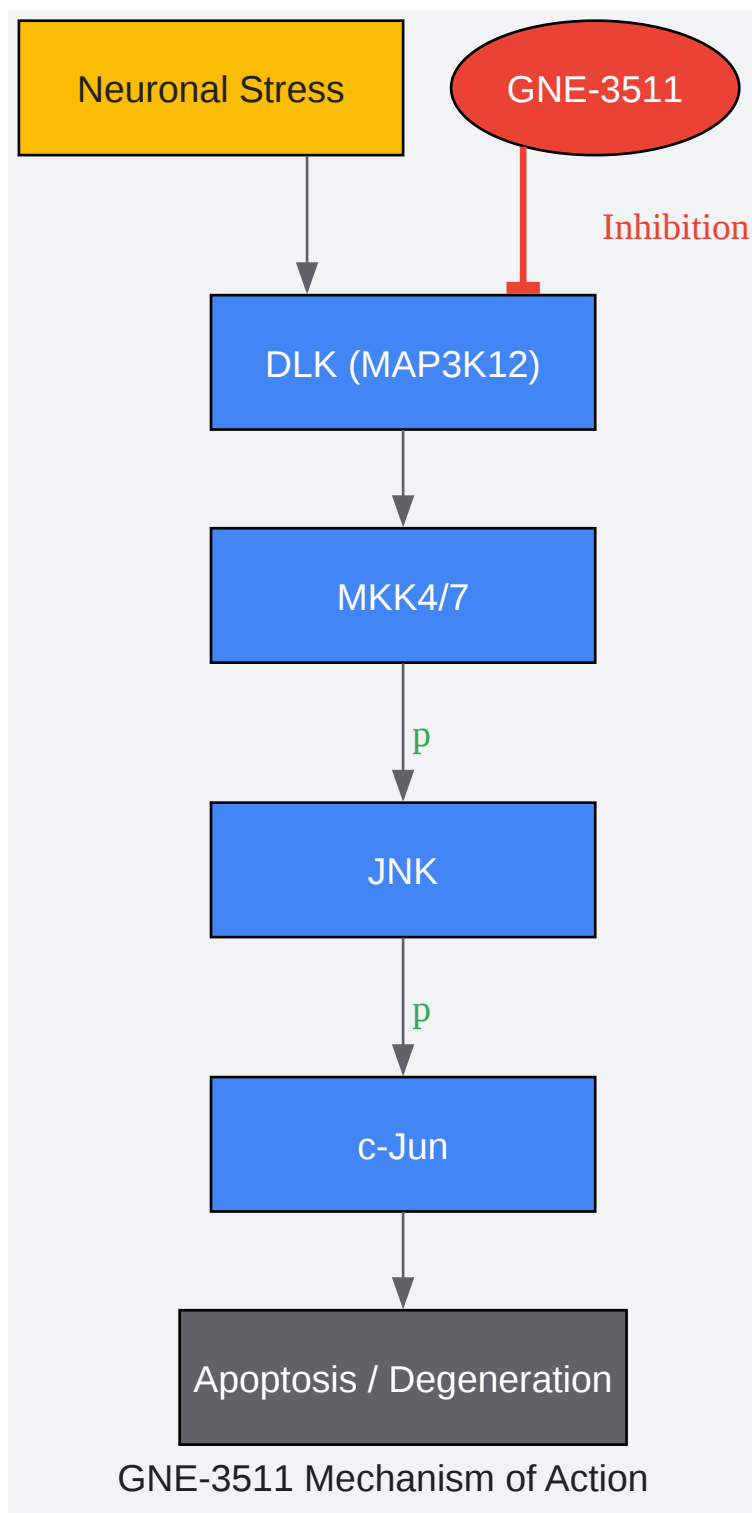 Neuronal Stress
GNE-3511
Inhibition
DLK (MAP3K12)
MKK4/7
p
JNK
p
c-Jun
Apoptosis / Degeneration
GNE-3511 Mechanism of Action